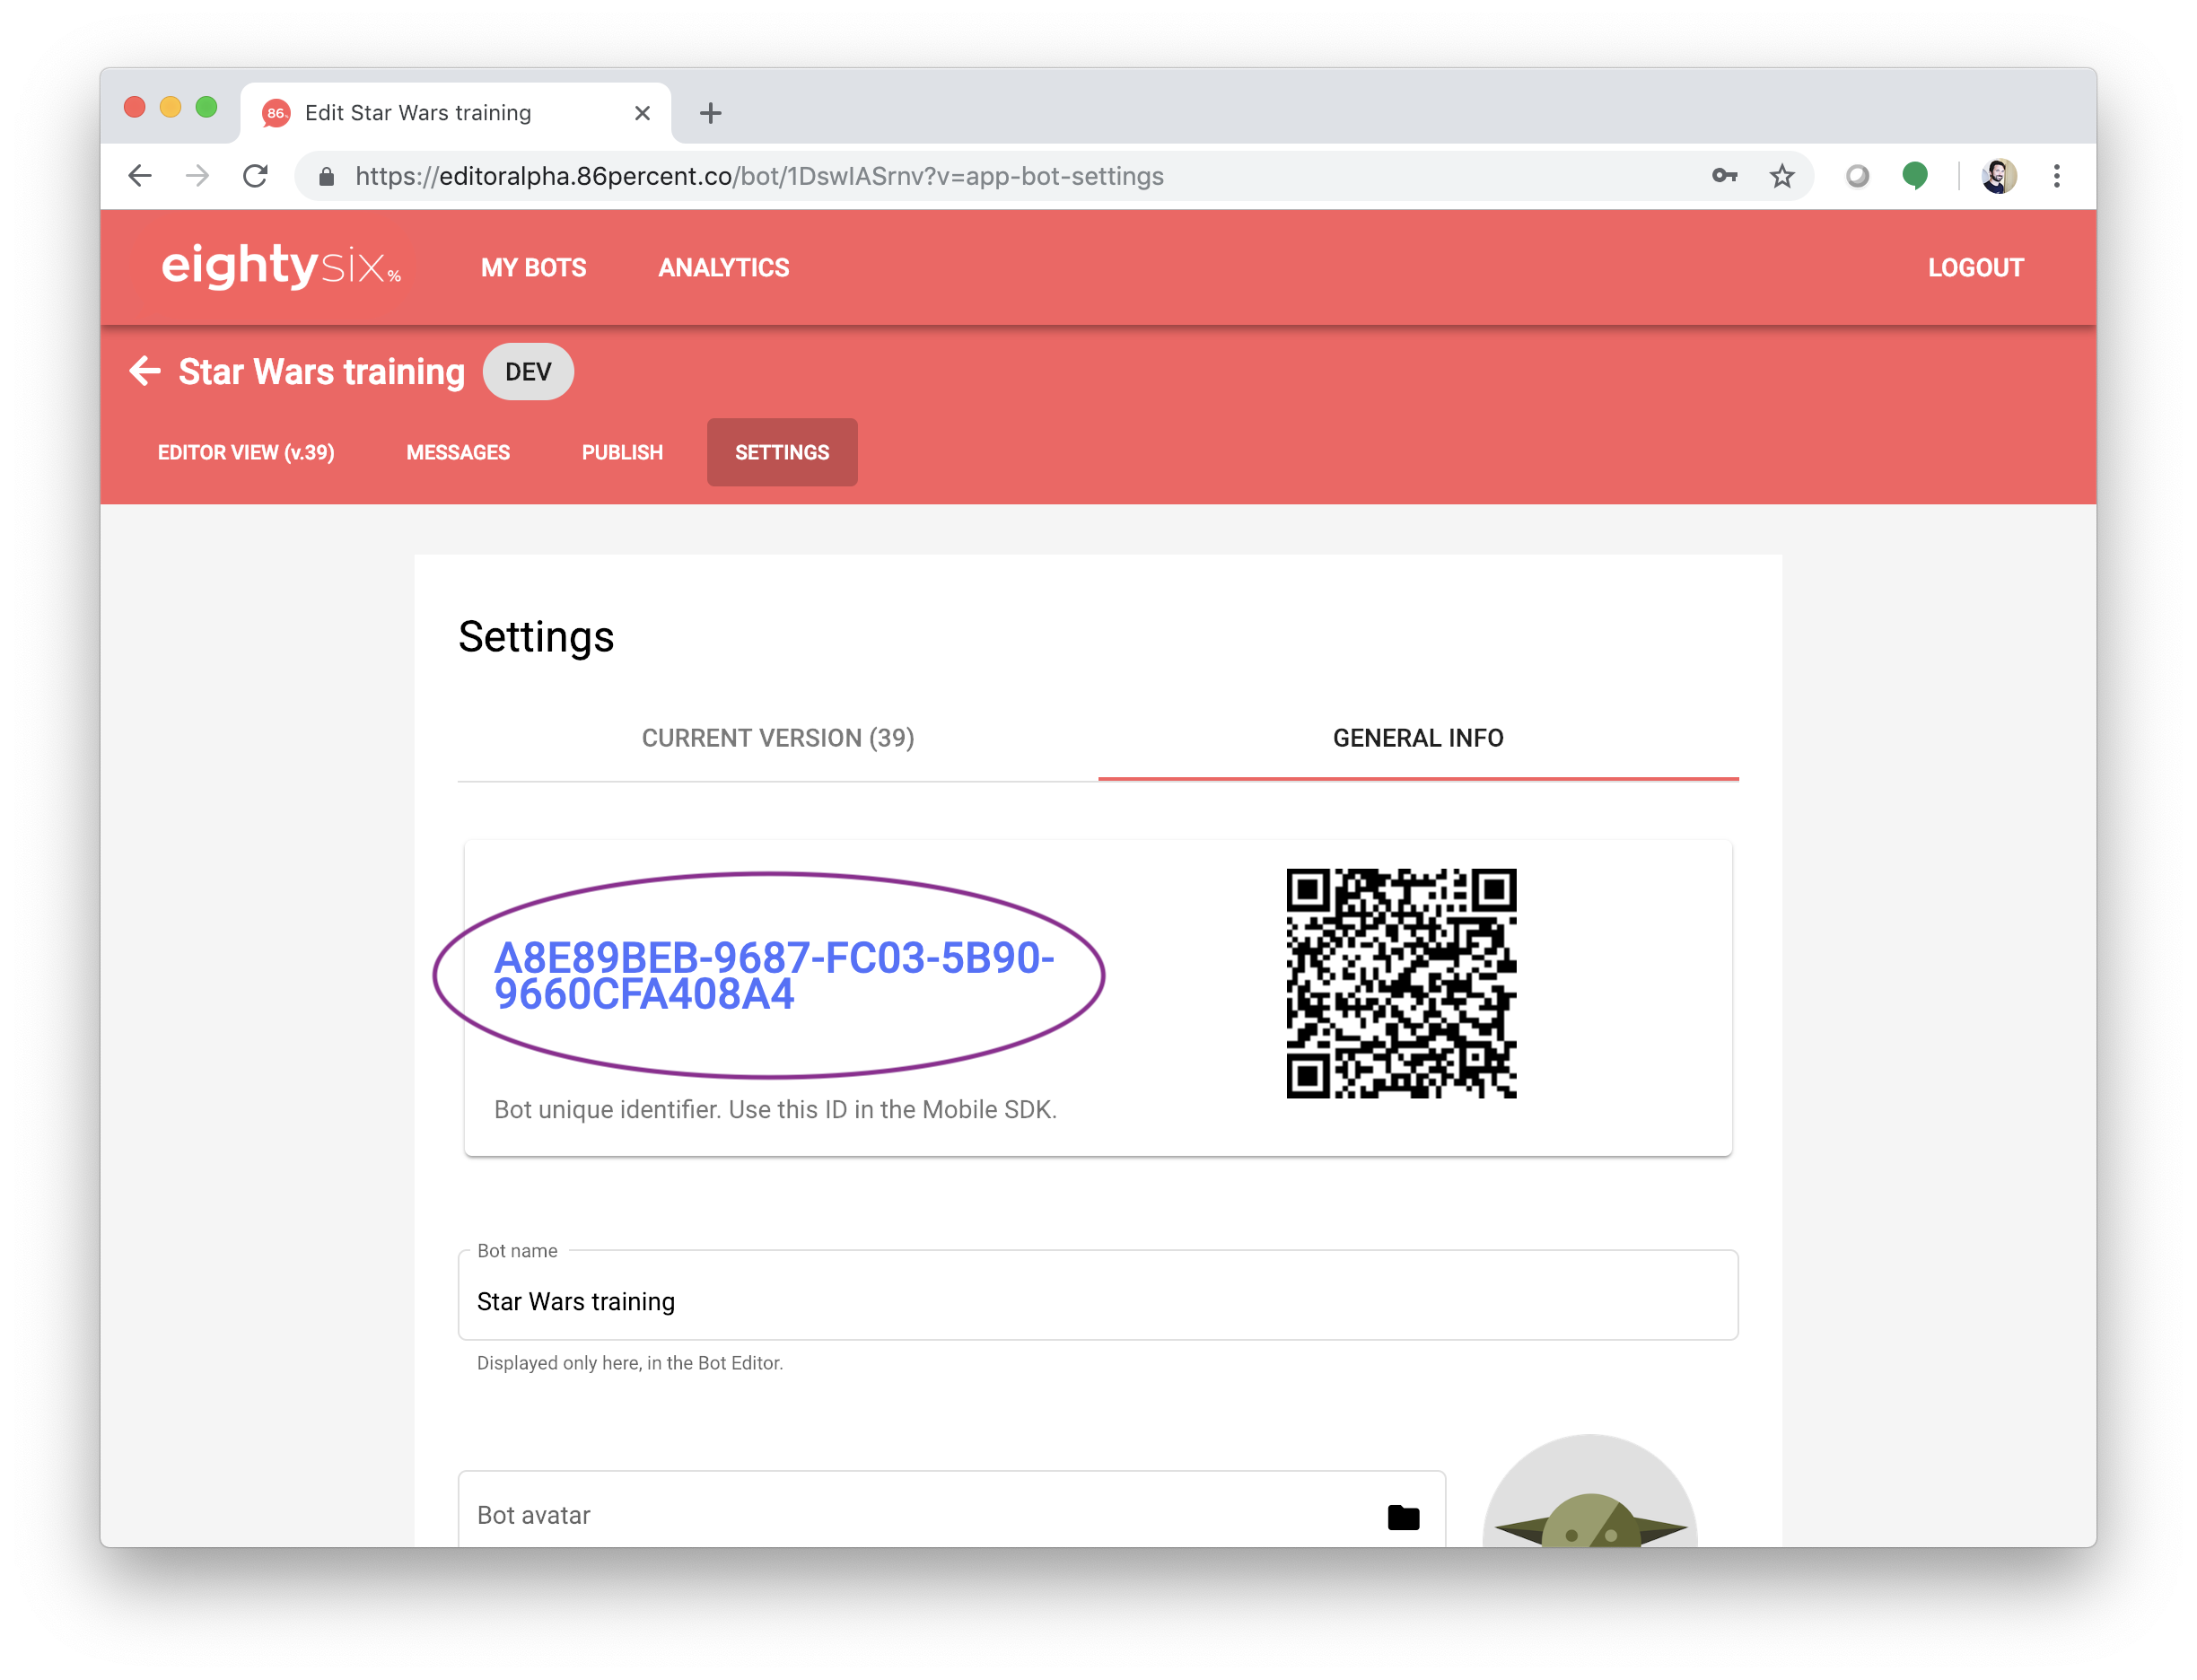 86%
Edit Star Wars training
https://editoralpha.86percent.co/bot/1DswIASrnv?v=app-bot-settings
eightysix% MY BOTS ANALYTICS LOGOUT
Star Wars training DEV
EDITOR VIEW (v.39) MESSAGES PUBLISH SETTINGS
Settings
CURRENT VERSION (39) GENERAL INFO
A8E89BEB-9687-FC03-5B90-
9660CFA408A4
Bot unique identifier. Use this ID in the Mobile SDK.
Bot name
Star Wars training
Displayed only here, in the Bot Editor.
Bot avatar